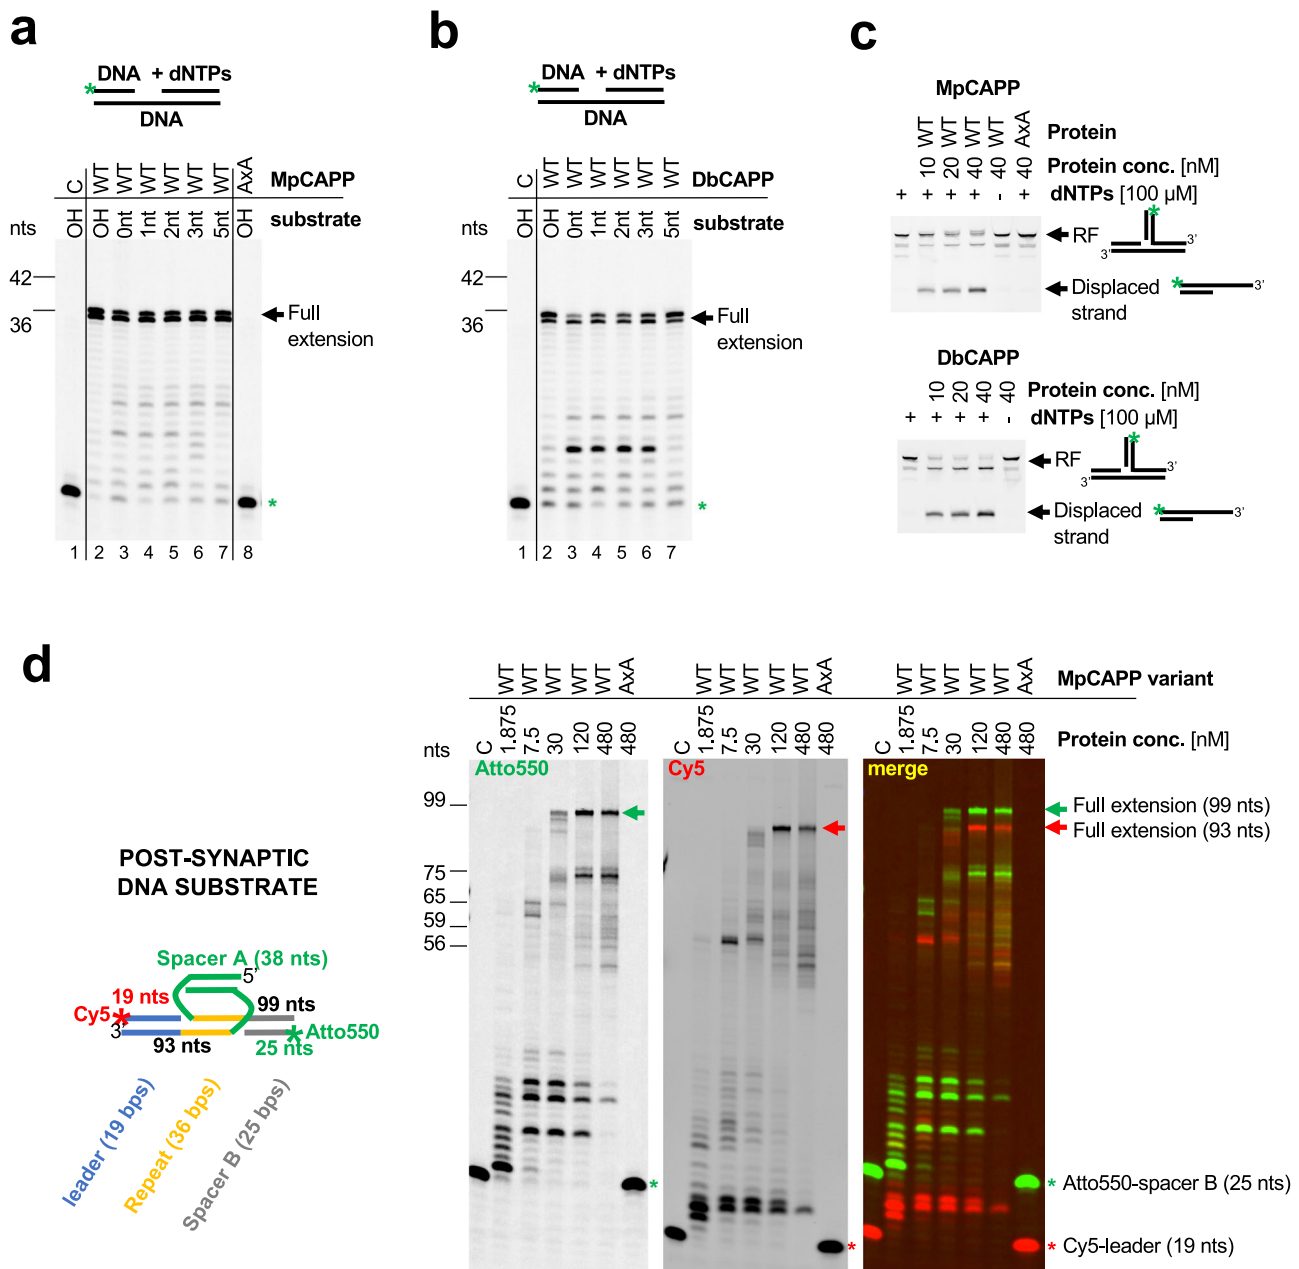 a
DNA + dNTPs
*
DNA
C WT WT WT WT WT WT AxA MpCAPP
OH OH 0nt 1nt 2nt 3nt 5nt OH substrate
nts
42
36
Full
extension
*
1 2 3 4 5 6 7 8
b
DNA + dNTPs
*
DNA
C WT WT WT WT WT WT DbCAPP
OH OH 0nt 1nt 2nt 3nt 5nt substrate
nts
42
36
Full
extension
*
1 2 3 4 5 6 7
c
MpCAPP
WT WT WT WT AxA Protein
10 20 40 40 40 Protein conc. [nM]
+ + + + - + dNTPs [100 µM]
*
RF
3' 3'
Displaced
strand
* 3'
DbCAPP
10 20 40 40 Protein conc. [nM]
+ + + + - dNTPs [100 µM]
*
RF
3' 3'
Displaced
strand
* 3'
d
POST-SYNAPTIC
DNA SUBSTRATE
Spacer A (38 nts)
5'
19 nts 99 nts
Cy5 *
3' * Atto550
93 nts 25 nts
leader (19 bps)
Repeat (36 bps)
Spacer B (25 bps)
WT WT WT WT WT AxA WT WT WT WT WT AxA WT WT WT WT WT AxA MpCAPP variant
C 1.875 7.5 30 120 480 480 C 1.875 7.5 30 120 480 480 C 1.875 7.5 30 120 480 480 Protein conc. [nM]
nts
Atto550 Cy5 merge
99
75
65
59
56
Full extension (99 nts)
Full extension (93 nts)
* * Atto550-spacer B (25 nts)
* * Cy5-leader (19 nts)